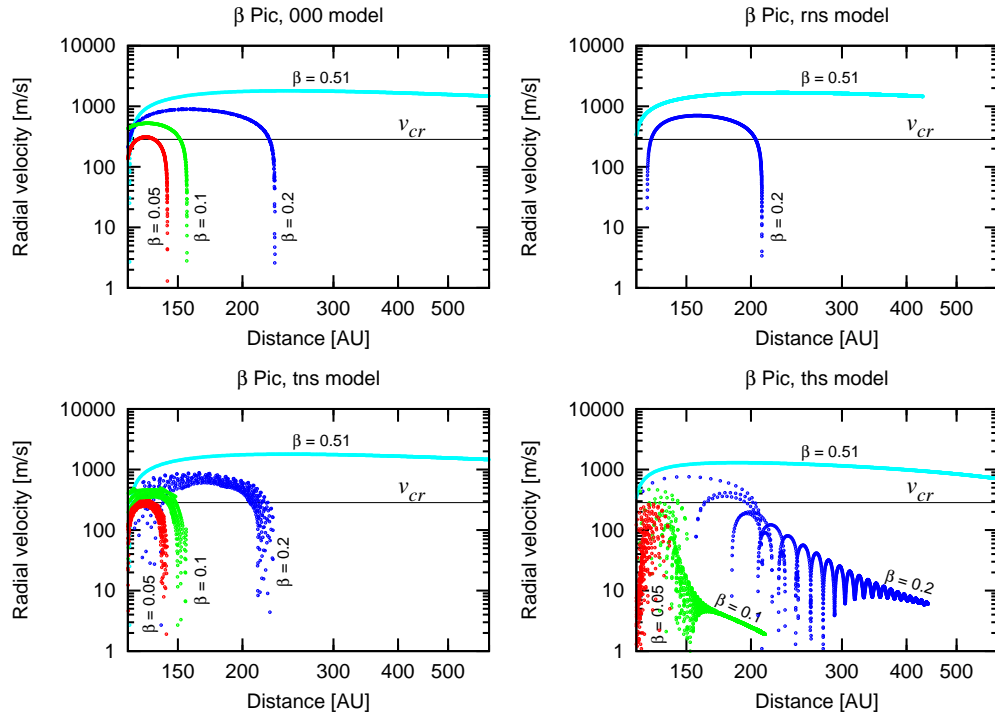 β Pic, 000 model
Radial velocity [m/s]
10000
1000
100
10
1
β = 0.51
v_cr
β = 0.05
β = 0.1
β = 0.2
150 200 300 400 500
Distance [AU]
β Pic, rns model
Radial velocity [m/s]
10000
1000
100
10
1
β = 0.51
v_cr
β = 0.2
150 200 300 400 500
Distance [AU]
β Pic, tns model
Radial velocity [m/s]
10000
1000
100
10
1
β = 0.51
v_cr
β = 0.05
β = 0.1
β = 0.2
150 200 300 400 500
Distance [AU]
β Pic, ths model
Radial velocity [m/s]
10000
1000
100
10
1
β = 0.51
v_cr
β = 0.05
β = 0.1
β = 0.2
150 200 300 400 500
Distance [AU]